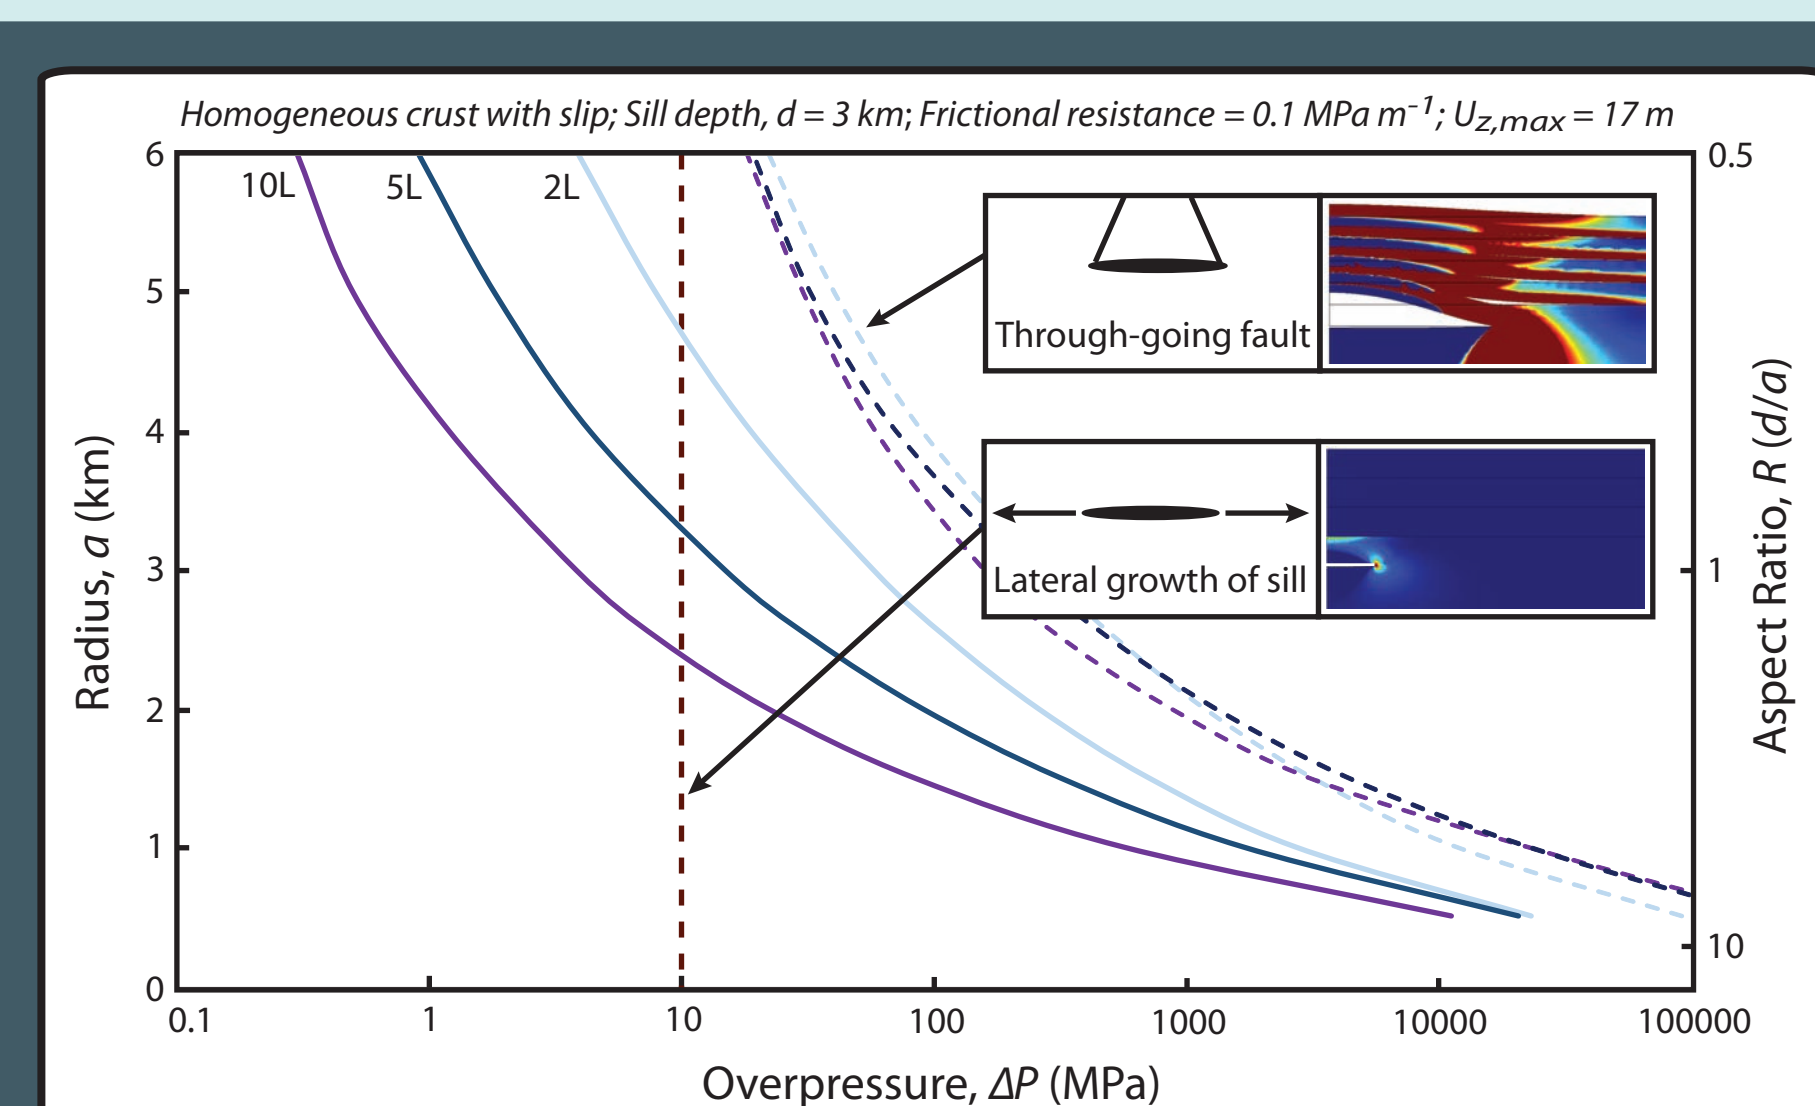 Homogeneous crust with slip; Sill depth, d = 3 km; Frictional resistance = 0.1 MPa m⁻¹; U_z,max = 17 m
6
0.5
10L
5L
2L
5
Through-going fault
4
Radius, a (km)
Aspect Ratio, R (d/a)
3
Lateral growth of sill
1
2
1
10
0
0.1
1
10
100
1000
10000
100000
Overpressure, ΔP (MPa)